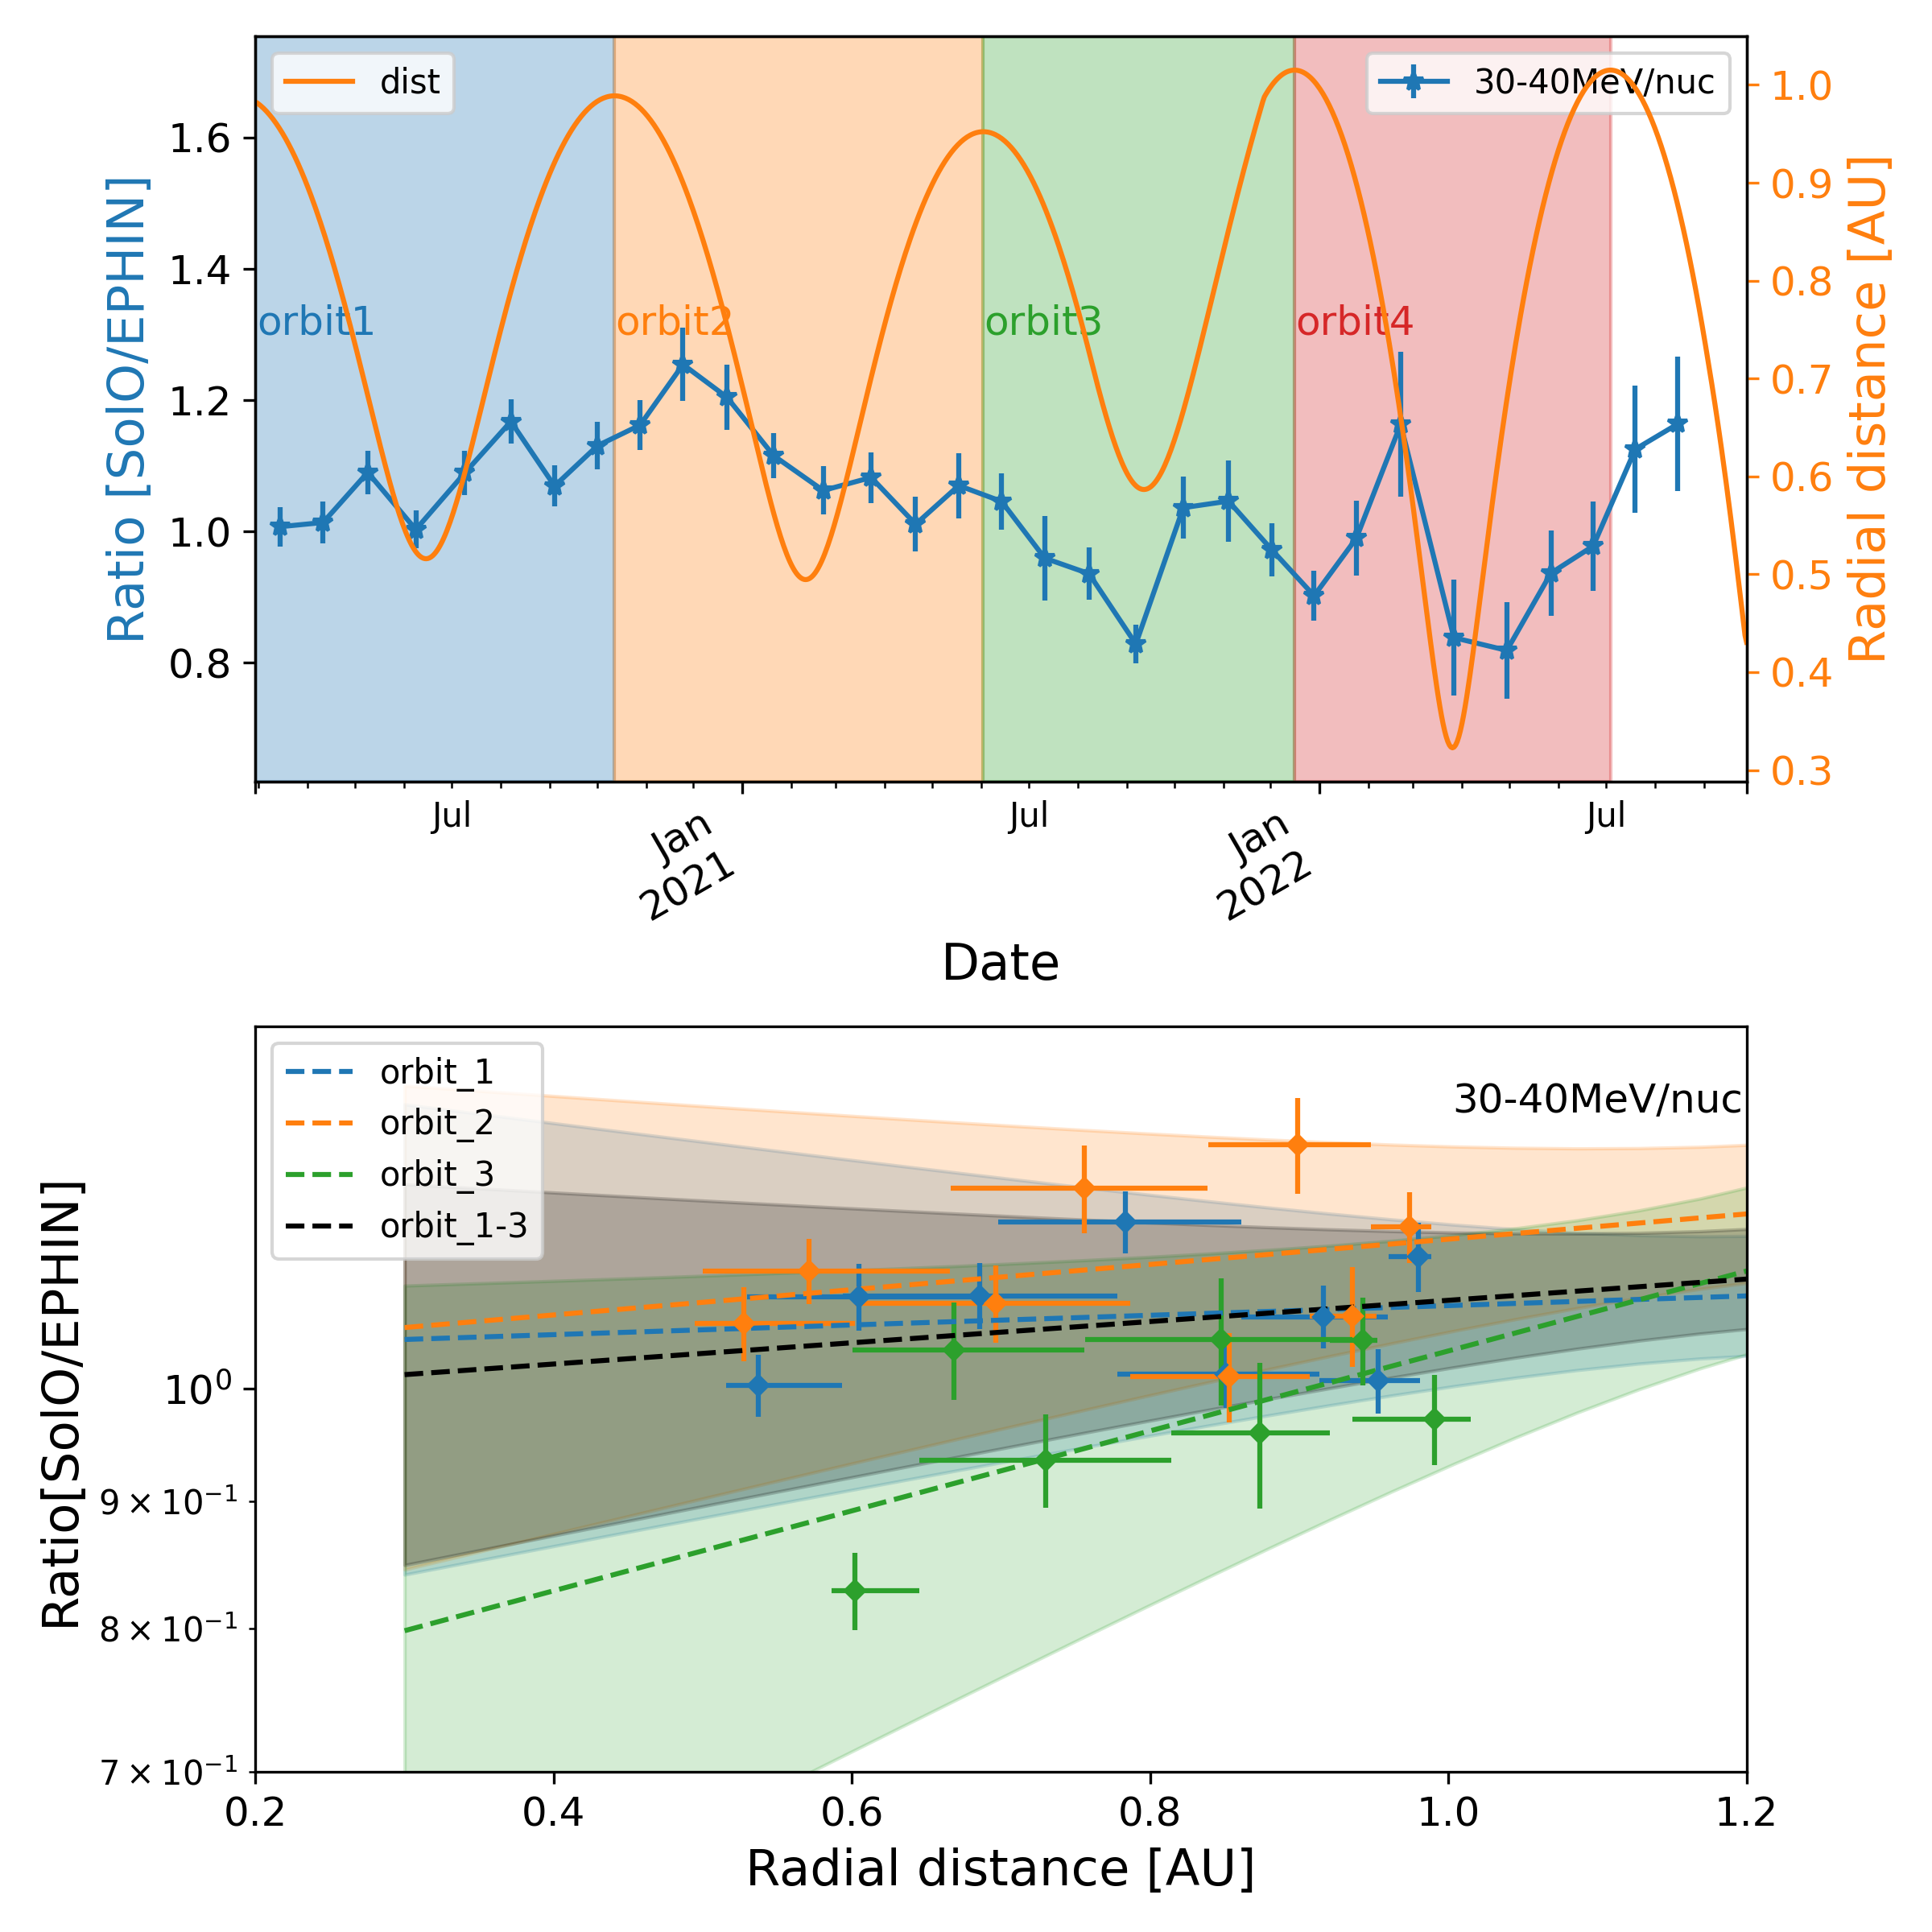 dist
30-40MeV/nuc
Ratio [SolO/EPHIN]
1.6
1.4
1.2
1.0
0.8
orbit1
orbit2
orbit3
orbit4
1.0
0.9
0.8
0.7
0.6
0.5
0.4
0.3
Radial distance [AU]
Jul
Jan
2021
Jul
Jan
2022
Jul
Date
orbit_1
orbit_2
orbit_3
orbit_1-3
30-40MeV/nuc
Ratio[SolO/EPHIN]
10⁰
9 × 10⁻¹
8 × 10⁻¹
7 × 10⁻¹
0.2
0.4
0.6
0.8
1.0
1.2
Radial distance [AU]